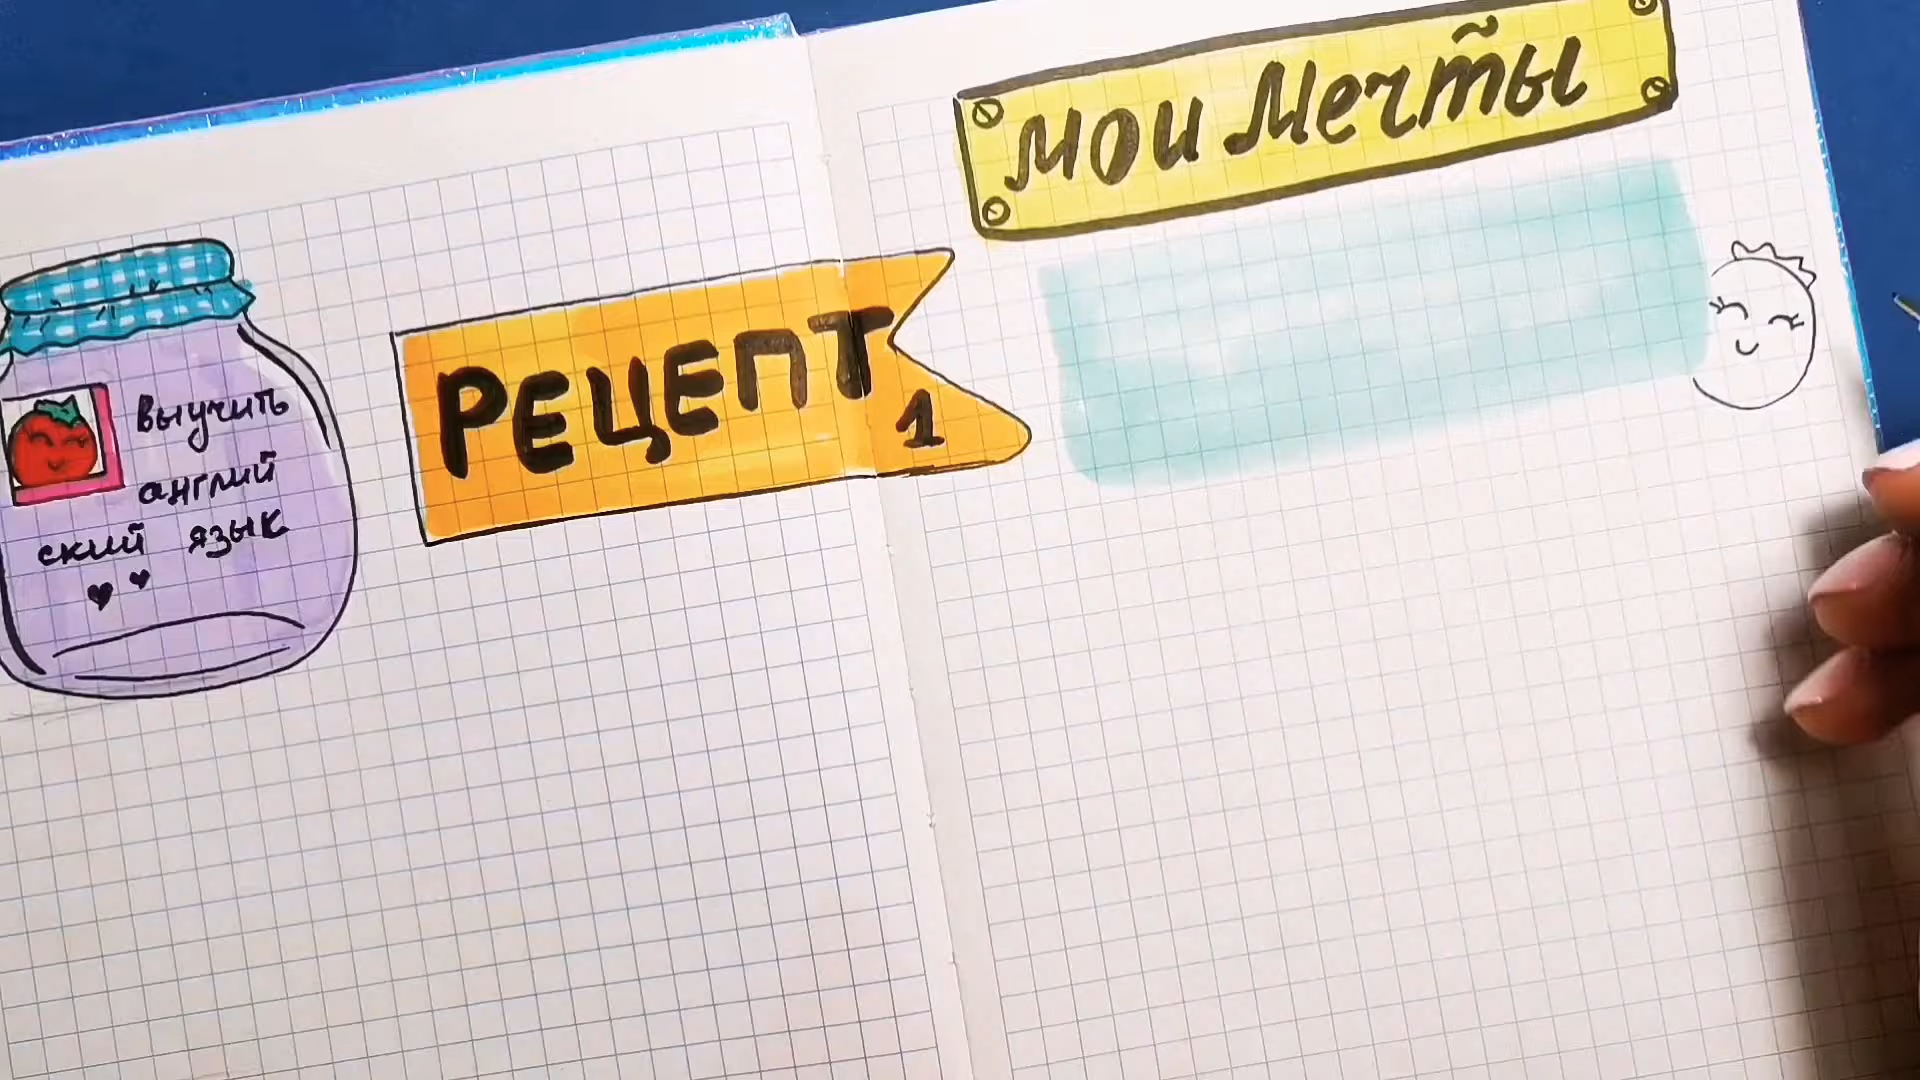 Мои Мечты
РЕЦЕПТ
1
Выучить
англий
ский язык